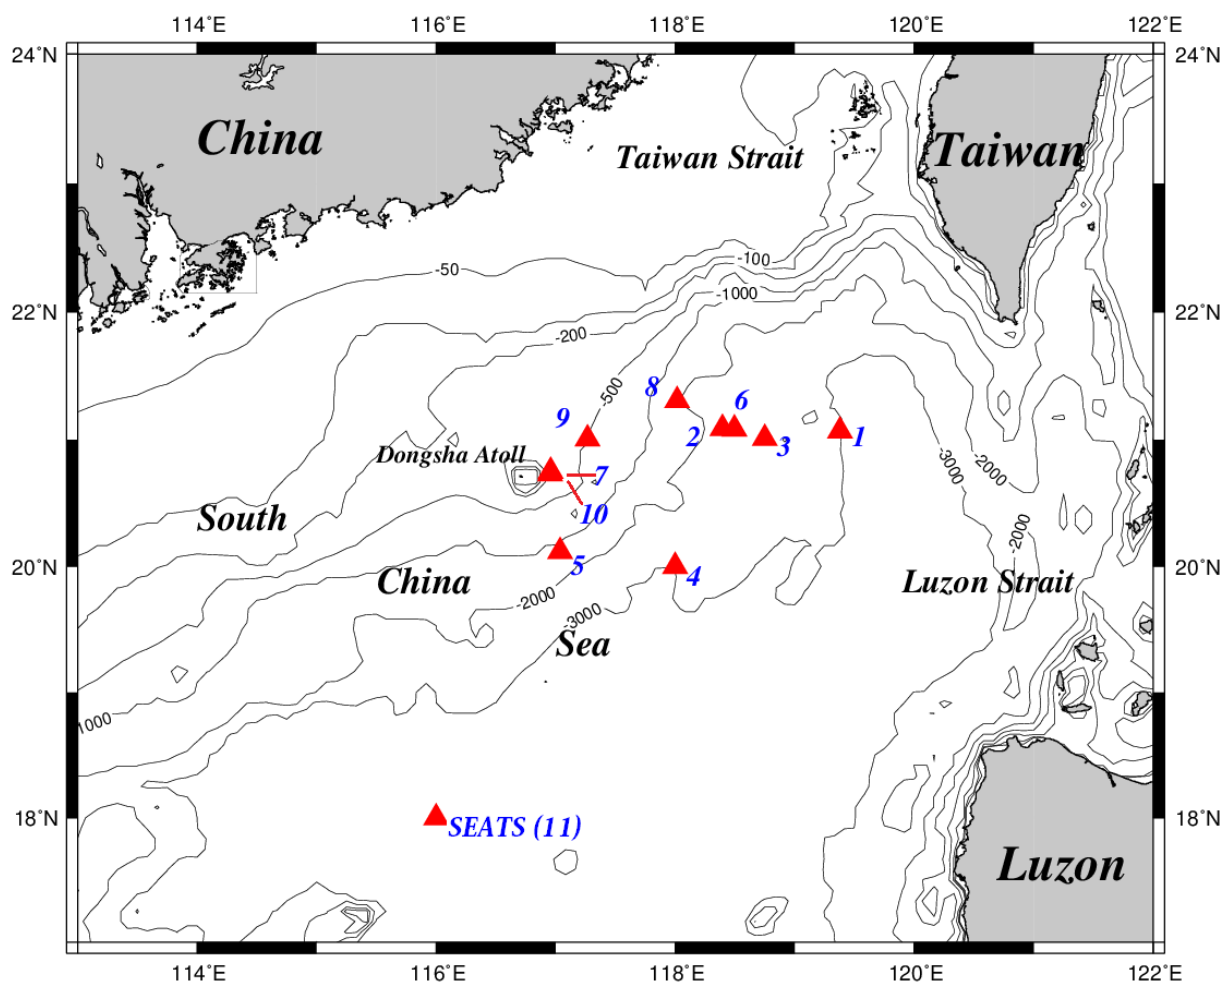 114°E 116°E 118°E 120°E 122°E
24°N 24°N
China
Taiwan Strait
Taiwan
-50
-100
-1000
22°N 22°N
-200
-500
8
6
9
2
3
1
Dongsha Atoll
-3000
-2000
7
10
South
-2000
20°N 20°N
5
4
China
Luzon Strait
-2000
-3000
Sea
1000
18°N 18°N
SEATS (11)
Luzon
114°E 116°E 118°E 120°E 122°E